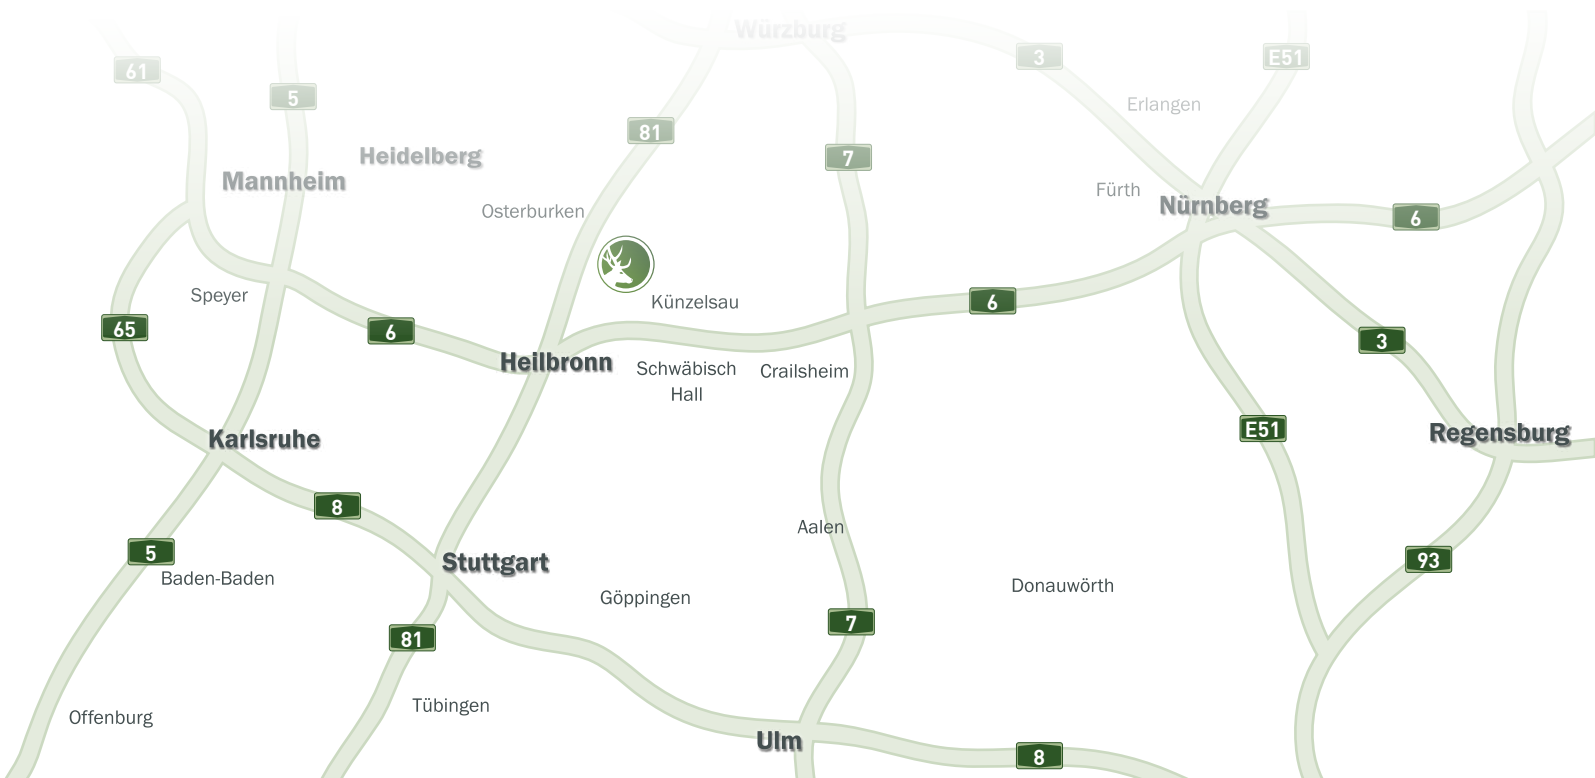 Würzburg
61
3
E51
5
Erlangen
81
7
Heidelberg
Mannheim
Fürth
Nürnberg
Osterburken
6
Speyer
Künzelsau
6
65
6
3
Heilbronn
Schwäbisch
Hall
Crailsheim
E51
Regensburg
Karlsruhe
8
Aalen
5
Stuttgart
93
Baden-Baden
Göppingen
Donauwörth
7
81
Tübingen
Offenburg
Ulm
8